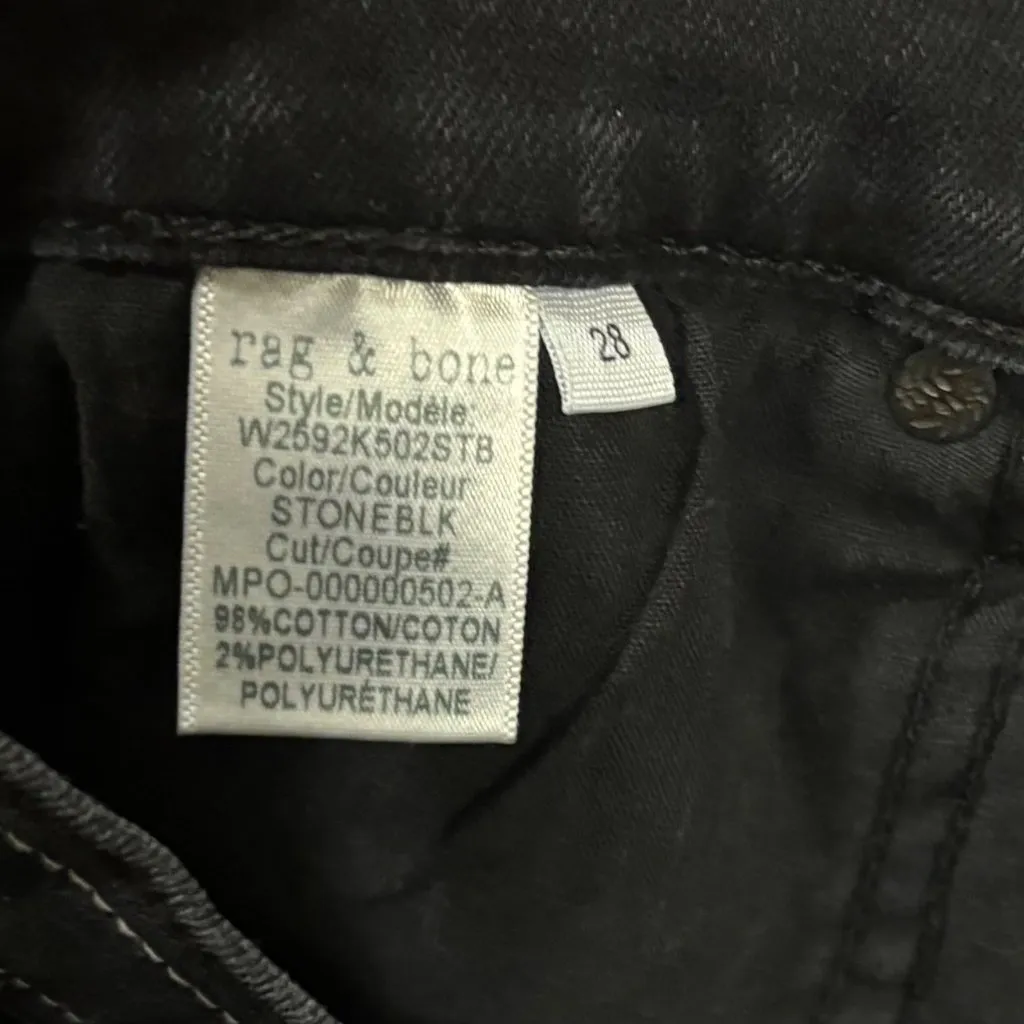 rag & bone
Style/Modèle:
W2592K502STB
Color/Couleur
STONEBLK
Cut/Coupe#
MPO-000000502-A
98%COTTON/COTON
2%POLYURETHANE/
POLYURÉTHANE
28